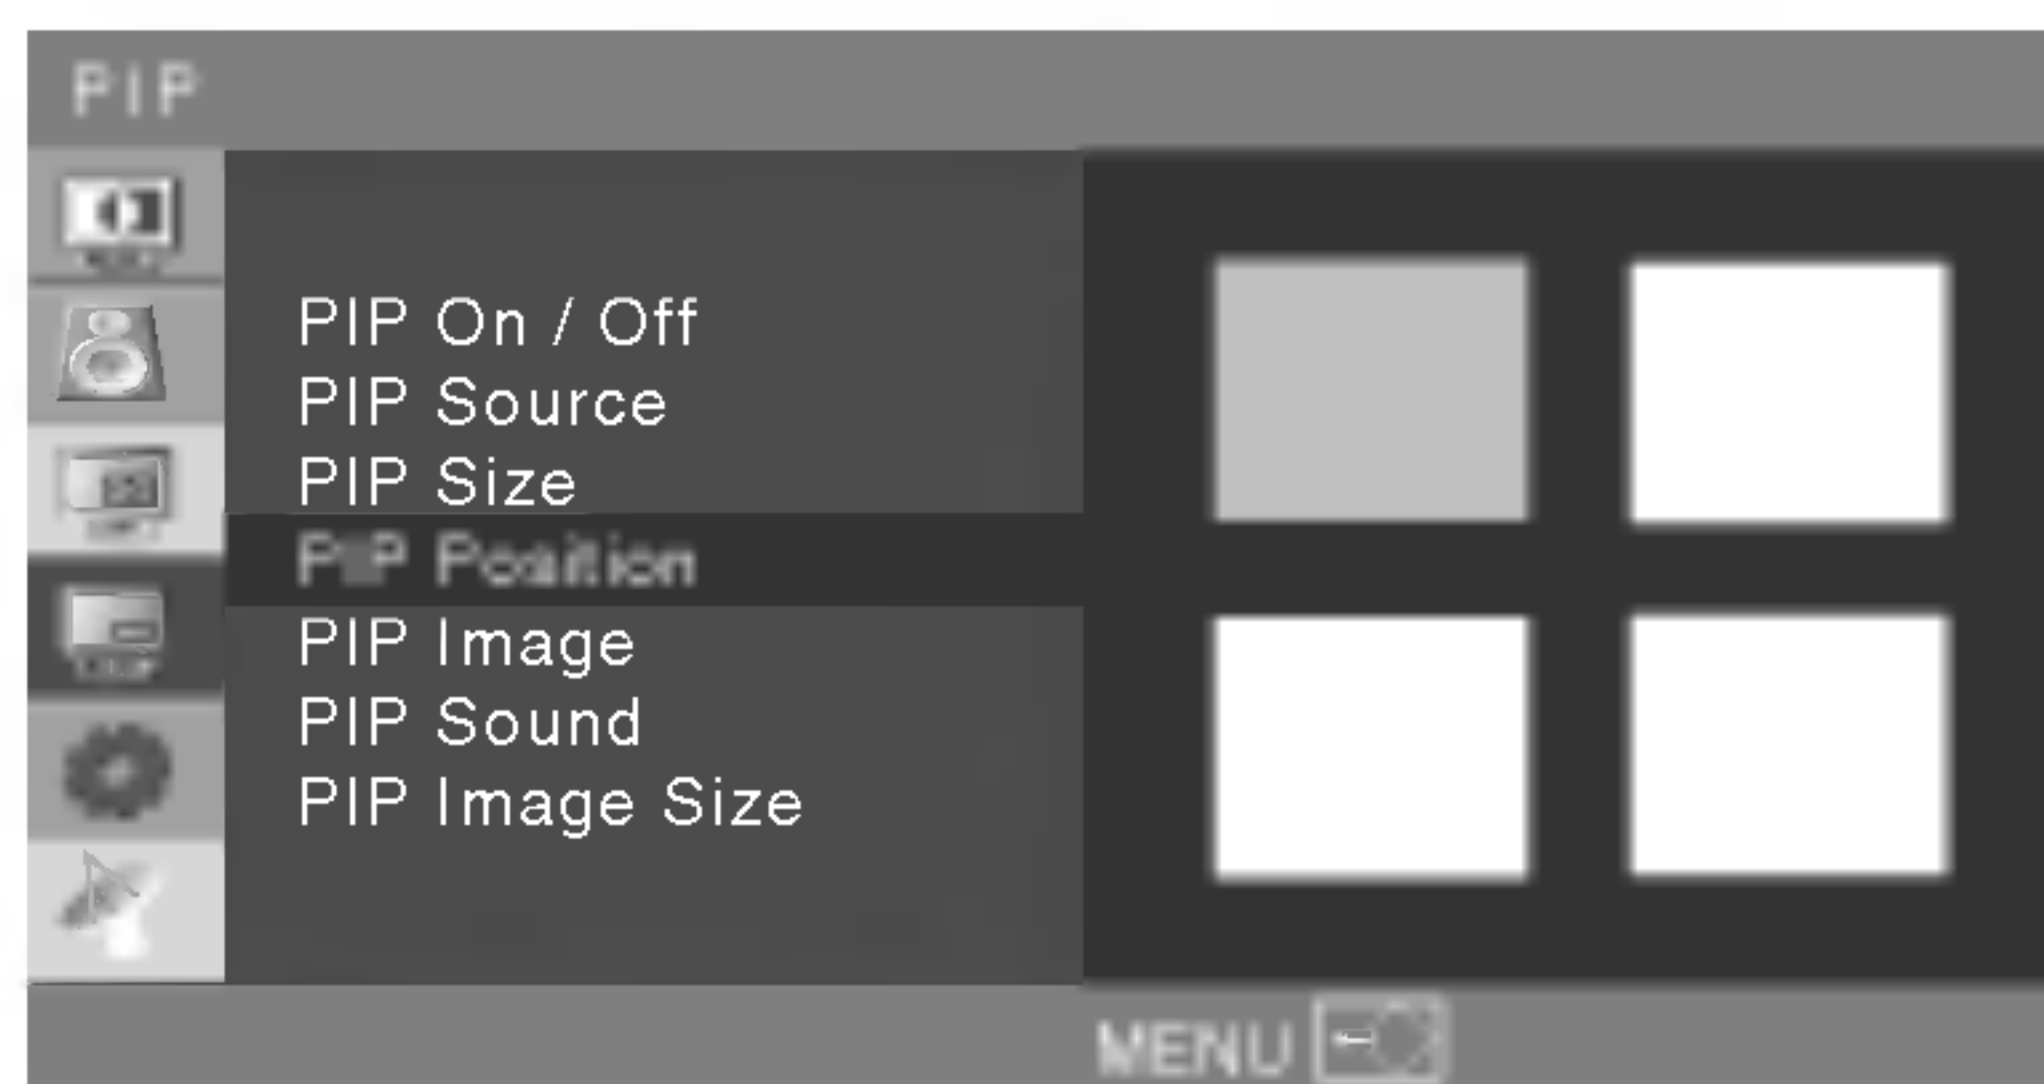 PIP
PIP On / Off
PIP Source
PIP Size
PIP Position
PIP Image
PIP Sound
PIP Image Size
MENU